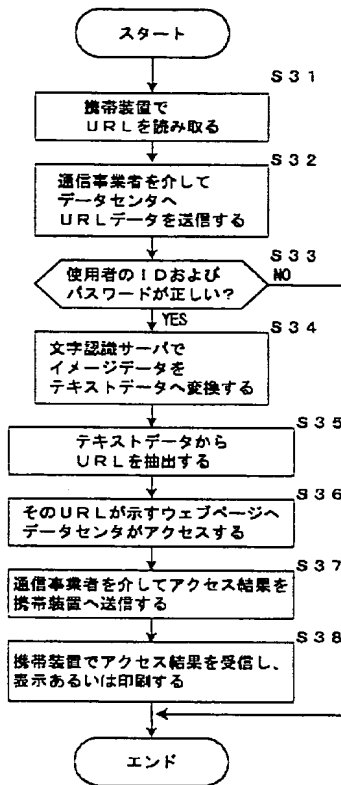 スタート
S31
携帯装置で
URLを読み取る
S32
通信事業者を介して
データセンタへ
URLデータを送信する
S33
使用者のIDおよび
パスワードが正しい?
NO
YES
S34
文字認識サーバで
イメージデータを
テキストデータへ変換する
S35
テキストデータから
URLを抽出する
S36
そのURLが示すウェブページへ
データセンタがアクセスする
S37
通信事業者を介してアクセス結果を
携帯装置へ送信する
S38
携帯装置でアクセス結果を受信し、
表示あるいは印刷する
エンド